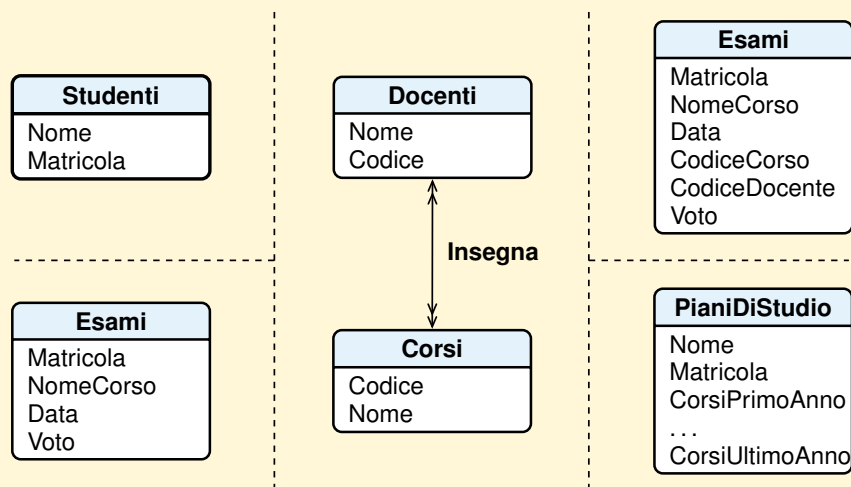 Studenti
Nome
Matricola
Esami
Matricola
NomeCorso
Data
Voto
Docenti
Nome
Codice
Insegna
Corsi
Codice
Nome
Esami
Matricola
NomeCorso
Data
CodiceCorso
CodiceDocente
Voto
PianiDiStudio
Nome
Matricola
CorsiPrimoAnno
...
CorsiUltimoAnno